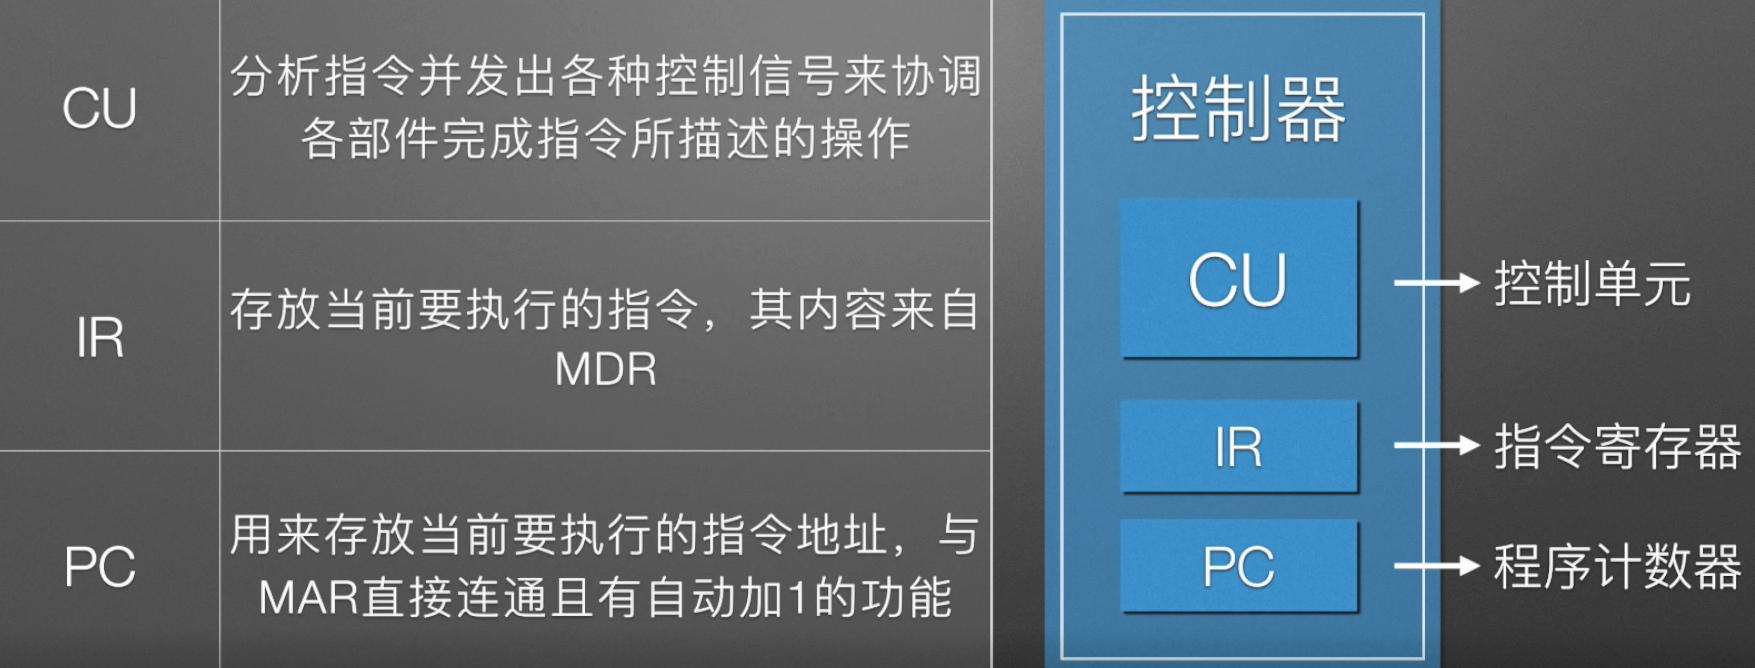 CU
分析指令并发出各种控制信号来协调
各部件完成指令所描述的操作
IR
存放当前要执行的指令，其内容来自
MDR
PC
用来存放当前要执行的指令地址，与
MAR直接连通且有自动加1的功能
控制器
CU
控制单元
IR
指令寄存器
PC
程序计数器